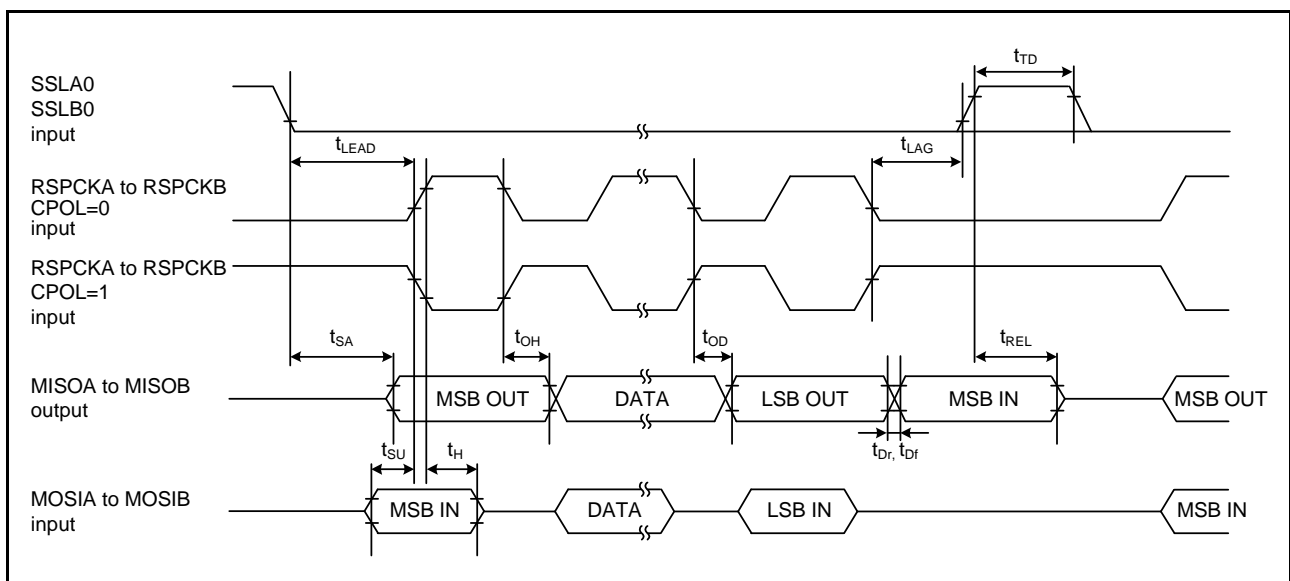 SSLA0
SSLB0
input
tTD
tLEAD
tLAG
RSPCKA to RSPCKB
CPOL=0
input
RSPCKA to RSPCKB
CPOL=1
input
tSA
tOH
tOD
tREL
MISOA to MISOB
output
MSB OUT
DATA
LSB OUT
MSB IN
MSB OUT
tSU
tH
tDr, tDf
MOSIA to MOSIB
input
MSB IN
DATA
LSB IN
MSB IN